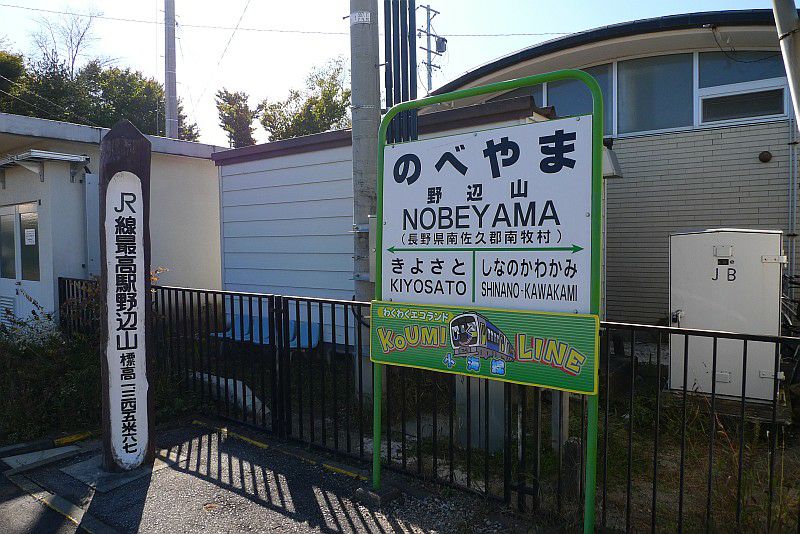 JR線最高駅野辺山
標高一三四五米六七
のべやま
野辺山
NOBEYAMA
(長野県南佐久郡南牧村)
きよさと
KIYOSATO
しなのかわかみ
SHINANO-KAWAKAMI
わくわくエコランド
KOUMI LINE
小海線
JB